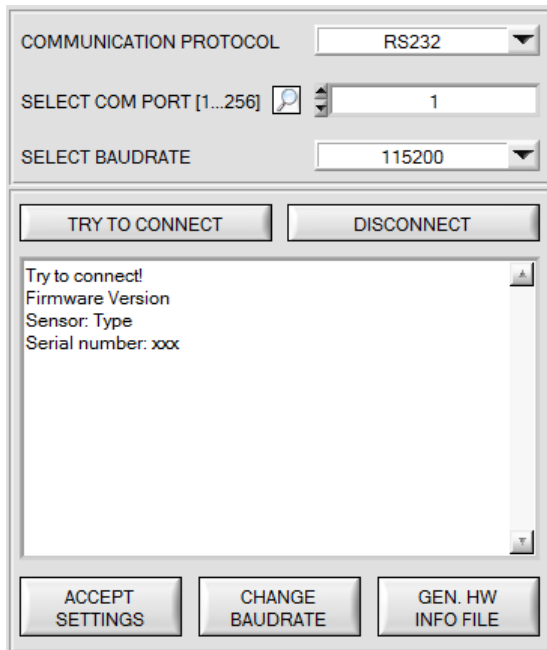 COMMUNICATION PROTOCOL RS232
SELECT COM PORT [1...256] 1
SELECT BAUDRATE 115200
TRY TO CONNECT DISCONNECT
Try to connect!
Firmware Version
Sensor: Type
Serial number: xxx
ACCEPT CHANGE GEN. HW
SETTINGS BAUDRATE INFO FILE